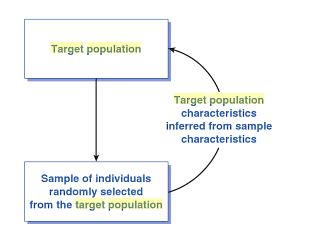 Target population
Target population
characteristics
inferred from sample
characteristics
Sample of individuals
randomly selected
from the target population